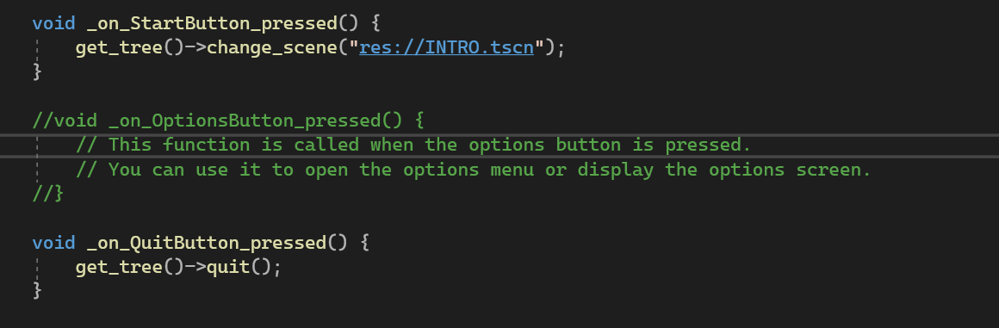 void _on_StartButton_pressed() {
get_tree()->change_scene("res://INTRO.tscn");
}
//void _on_OptionsButton_pressed() {
// This function is called when the options button is pressed.
// You can use it to open the options menu or display the options screen.
//}
void _on_QuitButton_pressed() {
get_tree()->quit();
}